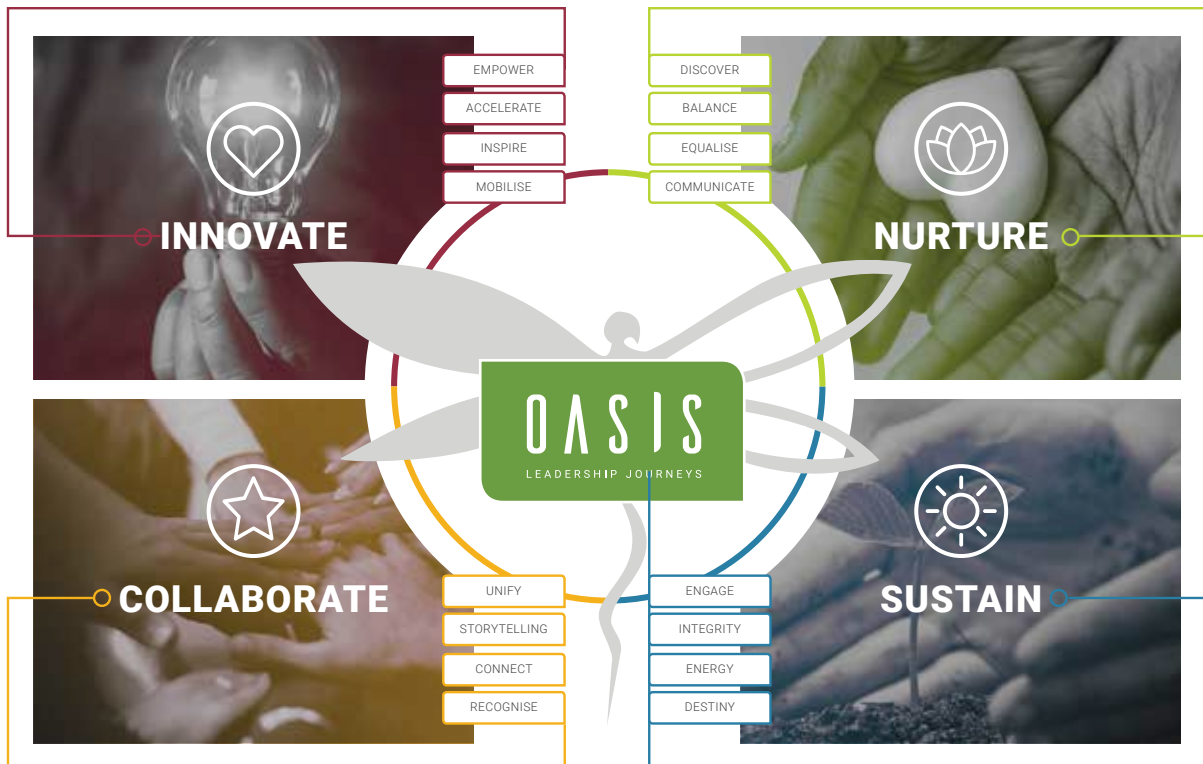 EMPOWER
ACCELERATE
INSPIRE
MOBILISE
INNOVATE
DISCOVER
BALANCE
EQUALISE
COMMUNICATE
NURTURE
OASIS
LEADERSHIP JOURNEYS
COLLABORATE
UNIFY
STORYTELLING
CONNECT
RECOGNISE
SUSTAIN
ENGAGE
INTEGRITY
ENERGY
DESTINY